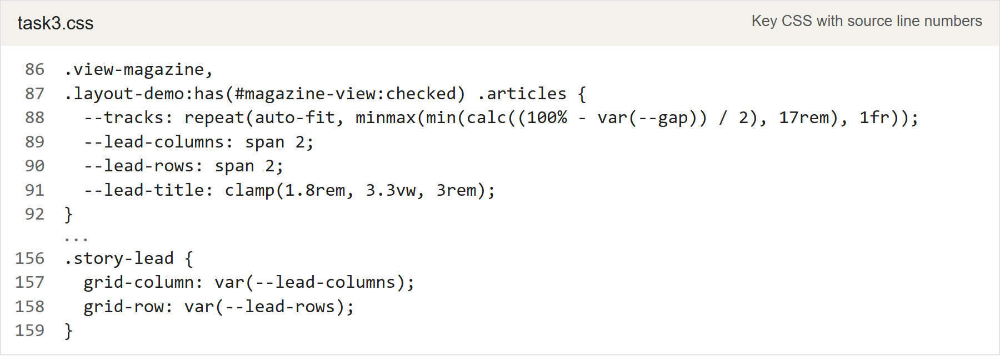 task3.css
Key CSS with source line numbers
86 .view-magazine,
87 .layout-demo:has(#magazine-view:checked) .articles {
88   --tracks: repeat(auto-fit, minmax(min(calc((100% - var(--gap)) / 2), 17rem), 1fr));
89   --lead-columns: span 2;
90   --lead-rows: span 2;
91   --lead-title: clamp(1.8rem, 3.3vw, 3rem);
92 }
...
156 .story-lead {
157   grid-column: var(--lead-columns);
158   grid-row: var(--lead-rows);
159 }